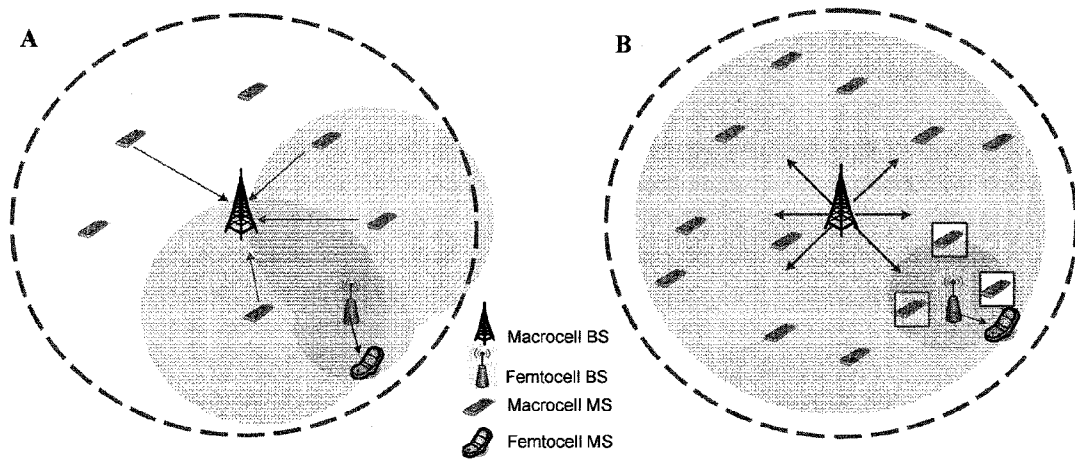 A
B
Macrocell BS
Femtocell BS
Macrocell MS
Femtocell MS